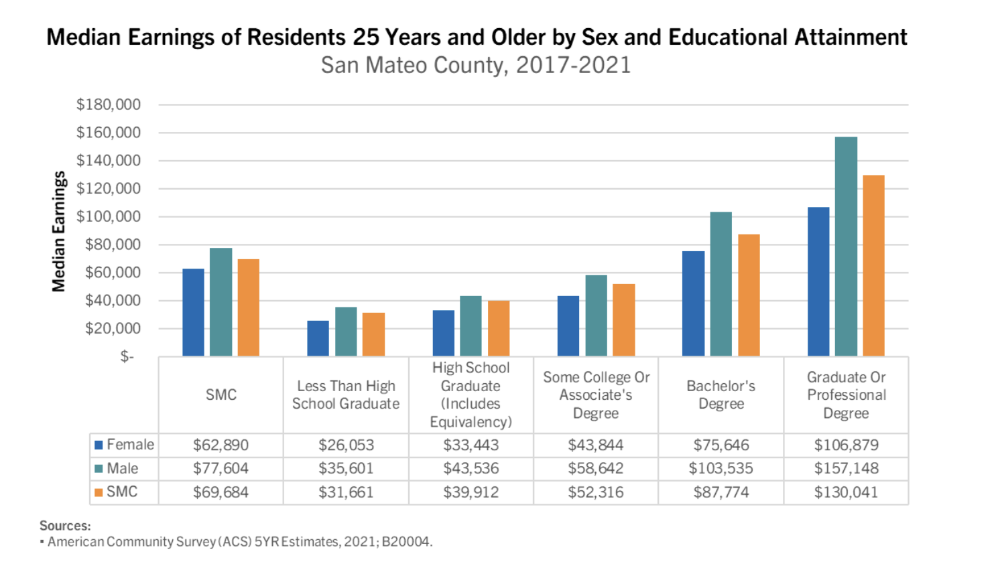 Median Earnings of Residents 25 Years and Older by Sex and Educational Attainment
San Mateo County, 2017-2021
Median Earnings
$180,000
$160,000
$140,000
$120,000
$100,000
$80,000
$60,000
$40,000
$20,000
$-
SMC
Less Than High
School Graduate
High School
Graduate
(Includes
Equivalency)
Some College Or
Associate's
Degree
Bachelor's
Degree
Graduate Or
Professional
Degree
Female $62,890 $26,053 $33,443 $43,844 $75,646 $106,879
Male $77,604 $35,601 $43,536 $58,642 $103,535 $157,148
SMC $69,684 $31,661 $39,912 $52,316 $87,774 $130,041
Sources:
▪ American Community Survey (ACS) 5YR Estimates, 2021; B20004.